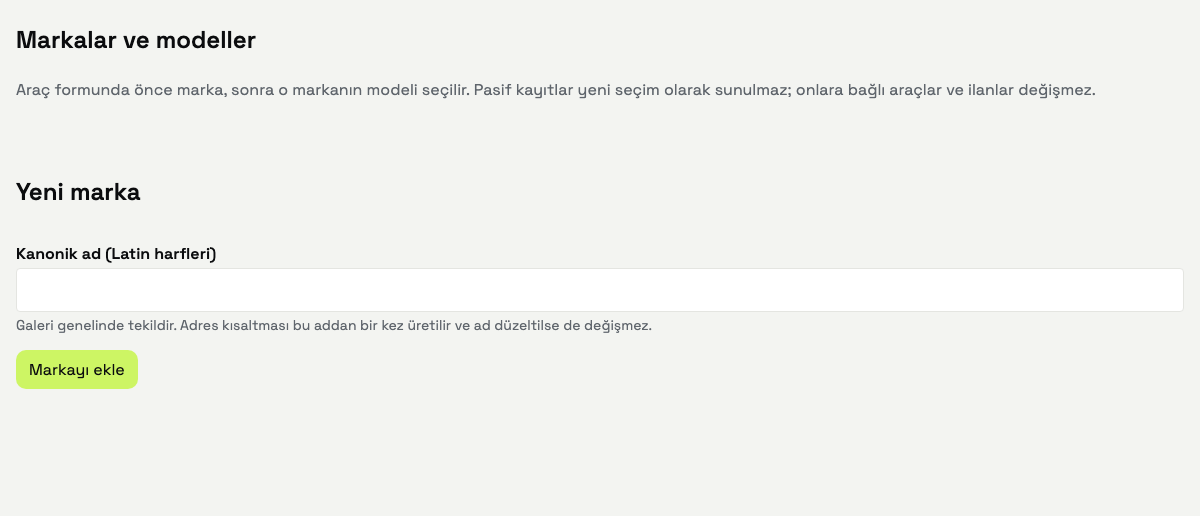 Markalar ve modeller
Araç formunda önce marka, sonra o markanın modeli seçilir. Pasif kayıtlar yeni seçim olarak sunulmaz; onlara bağlı araçlar ve ilanlar değişmez.
Yeni marka
Kanonik ad (Latin harfleri)
Galeri genelinde tekildir. Adres kısaltması bu addan bir kez üretilir ve ad düzeltilse de değişmez.
Markayı ekle